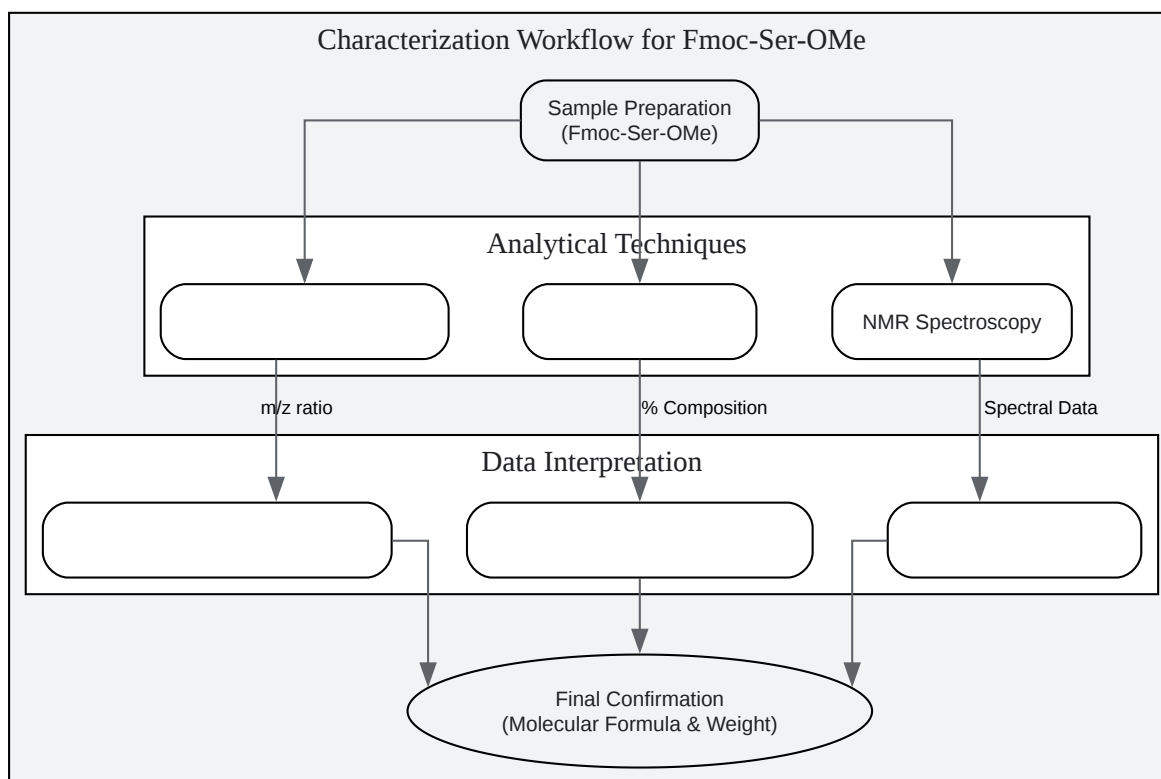 Characterization Workflow for Fmoc-Ser-OMe
Sample Preparation
(Fmoc-Ser-OMe)
Analytical Techniques
NMR Spectroscopy
m/z ratio
% Composition
Spectral Data
Data Interpretation
Final Confirmation
(Molecular Formula & Weight)